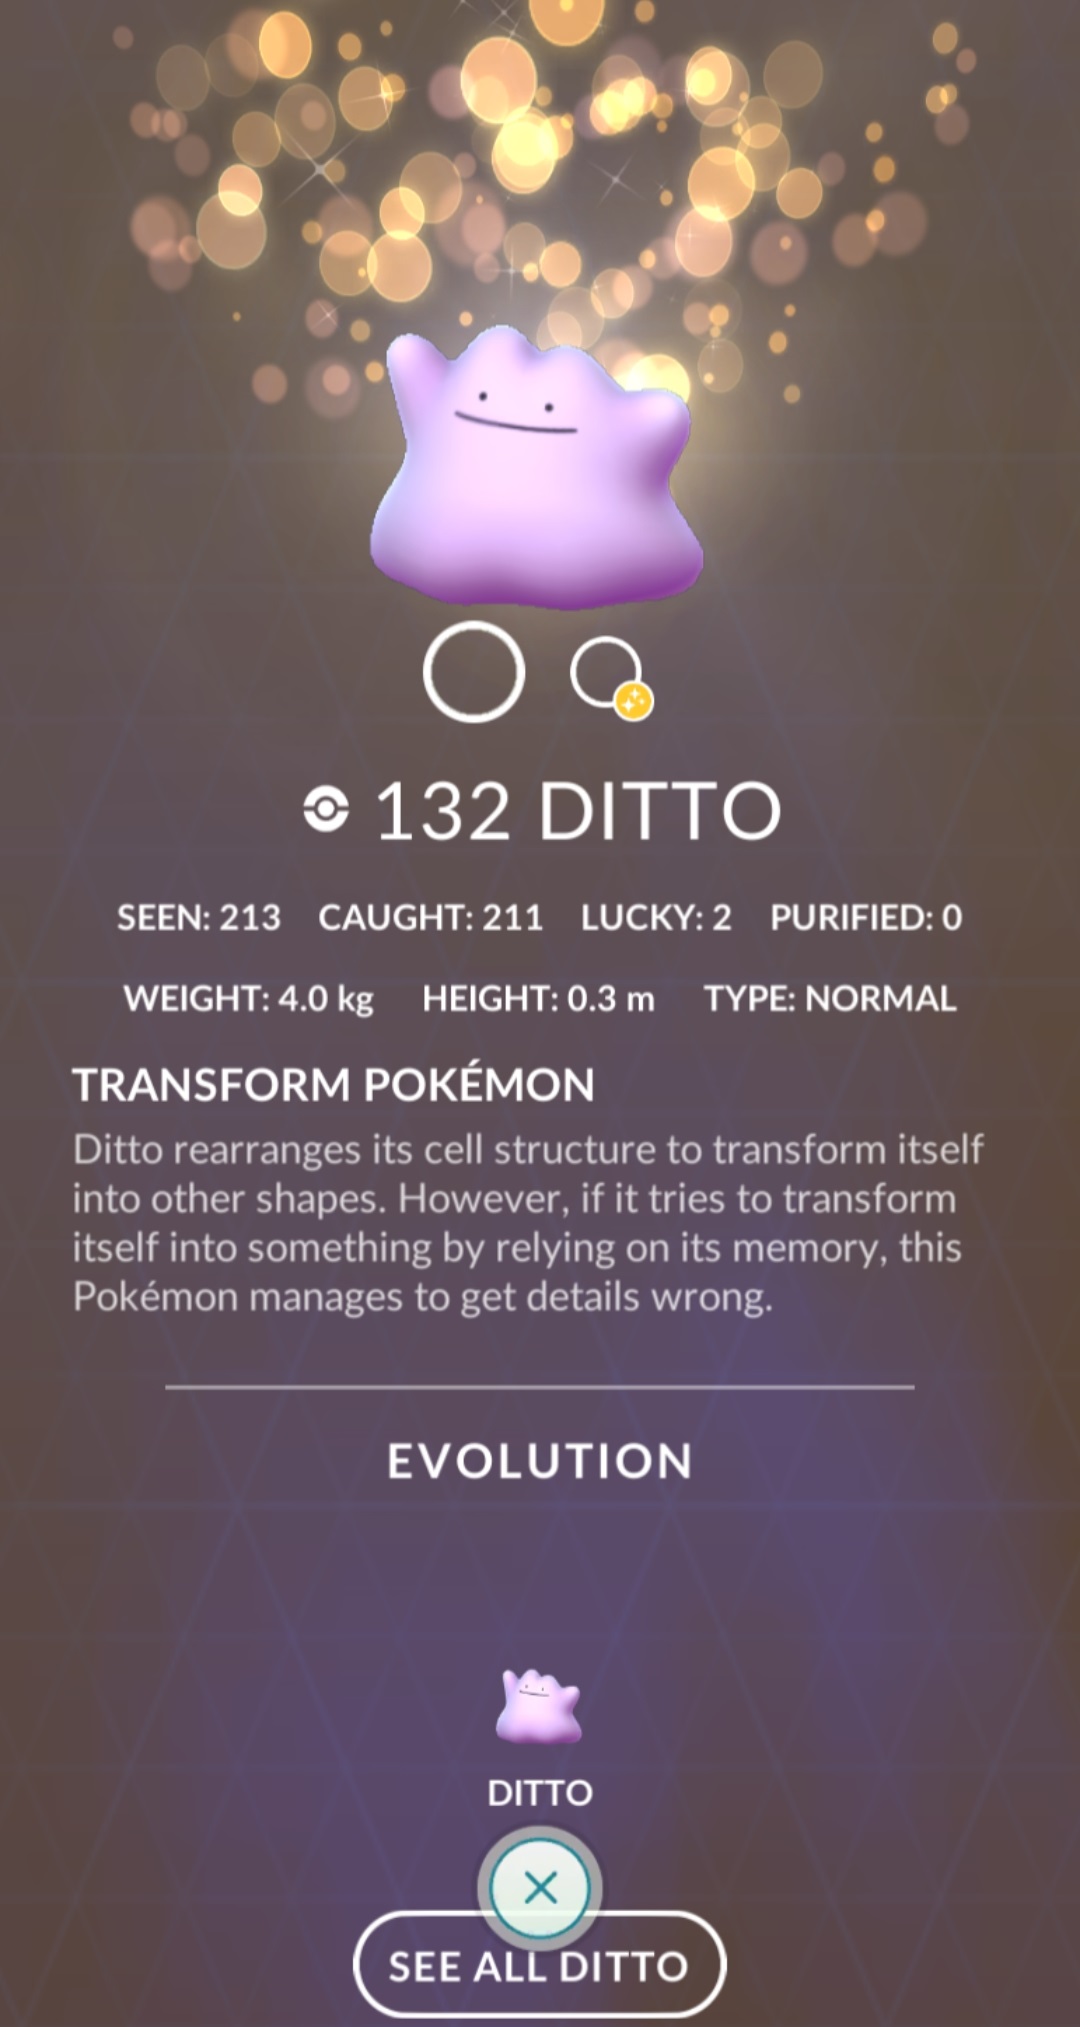 132 DITTO
SEEN: 213 CAUGHT: 211 LUCKY: 2 PURIFIED: 0
WEIGHT: 4.0 kg HEIGHT: 0.3 m TYPE: NORMAL
TRANSFORM POKÉMON
Ditto rearranges its cell structure to transform itself
into other shapes. However, if it tries to transform
itself into something by relying on its memory, this
Pokémon manages to get details wrong.
EVOLUTION
DITTO
SEE ALL DITTO